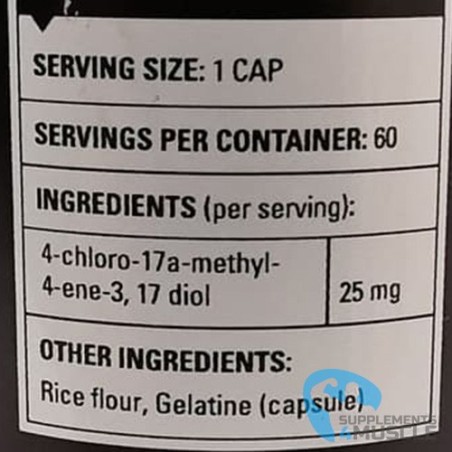 SERVING SIZE: 1 CAP
SERVINGS PER CONTAINER: 60
INGREDIENTS (per serving):
4-chloro-17a-methyl-
4-ene-3, 17 diol
25 mg
OTHER INGREDIENTS:
Rice flour, Gelatine (capsule)
SUPPLEMENTS
4MUSCLE